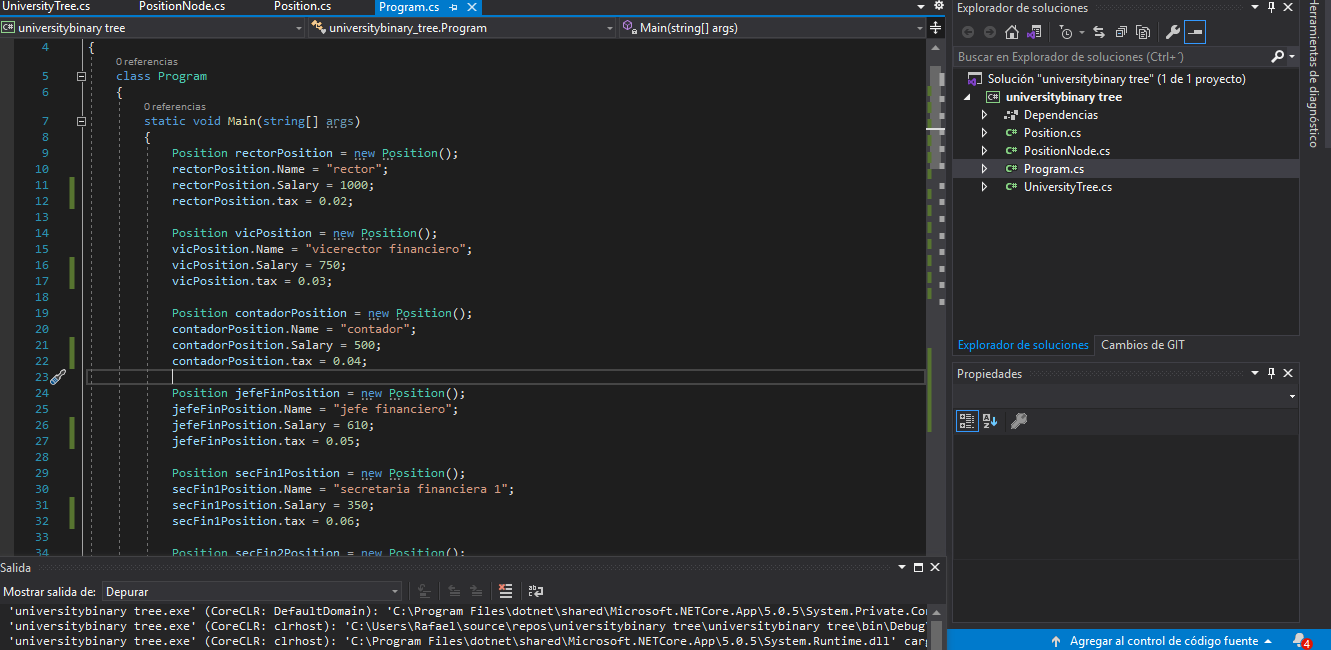 UniversityTree.cs PositionNode.cs Position.cs Program.cs
universitybinary tree universitybinary_tree.Program Main(string[] args)
4 {
0 referencias
5 class Program
6 {
0 referencias
7 static void Main(string[] args)
8 {
9 Position rectorPosition = new Position();
10 rectorPosition.Name = "rector";
11 rectorPosition.Salary = 1000;
12 rectorPosition.tax = 0.02;
13
14 Position vicPosition = new Position();
15 vicPosition.Name = "vicerector financiero";
16 vicPosition.Salary = 750;
17 vicPosition.tax = 0.03;
18
19 Position contadorPosition = new Position();
20 contadorPosition.Name = "contador";
21 contadorPosition.Salary = 500;
22 contadorPosition.tax = 0.04;
23
24 Position jefeFinPosition = new Position();
25 jefeFinPosition.Name = "jefe financiero";
26 jefeFinPosition.Salary = 610;
27 jefeFinPosition.tax = 0.05;
28
29 Position secFin1Position = new Position();
30 secFin1Position.Name = "secretaria financiera 1";
31 secFin1Position.Salary = 350;
32 secFin1Position.tax = 0.06;
33
34 Position secFin2Position = new Position();
Salida
Mostrar salida de: Depurar
'universitybinary tree.exe' (CoreCLR: DefaultDomain): 'C:\Program Files\dotnet\shared\Microsoft.NETCore.App\5.0.5\System.Private.Co
'universitybinary tree.exe' (CoreCLR: clrhost): 'C:\Users\Rafael\source\repos\universitybinary tree\universitybinary tree\bin\Debug\
'universitybinary tree.exe' (CoreCLR: clrhost): 'C:\Program Files\dotnet\shared\Microsoft.NETCore.App\5.0.5\System.Runtime.dll' carg
Explorador de soluciones
Buscar en Explorador de soluciones (Ctrl+´)
Solución "universitybinary tree" (1 de 1 proyecto)
C# universitybinary tree
Dependencias
C# Position.cs
C# PositionNode.cs
C# Program.cs
C# UniversityTree.cs
Explorador de soluciones Cambios de GIT
Propiedades
Agregar al control de código fuente 4
Herramientas de diagnóstico